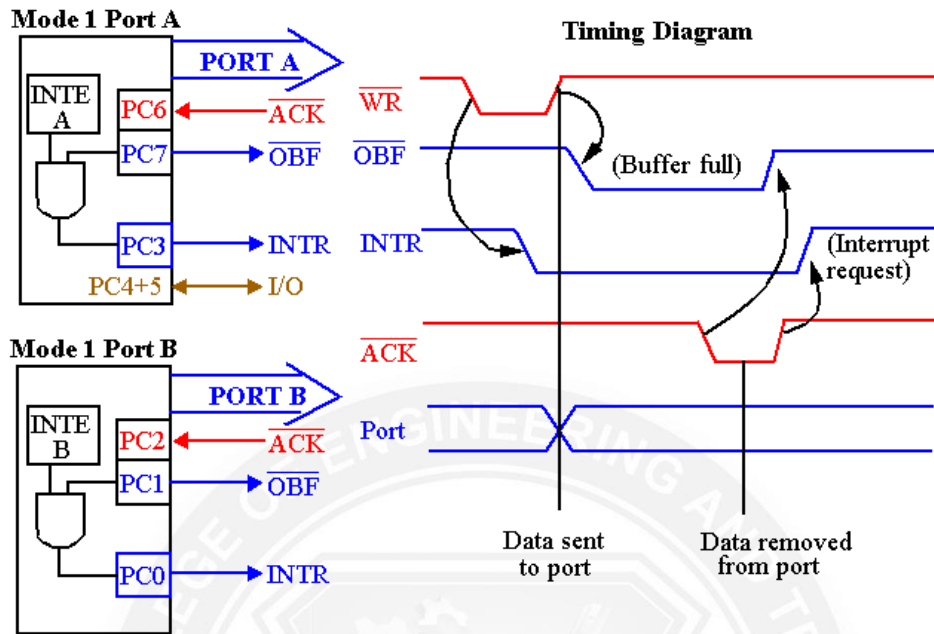 Mode 1 Port A
PORT A
INTE
A
PC6
ACK
PC7
OBF
PC3
INTR
PC4+5
I/O
Mode 1 Port B
PORT B
INTE
B
PC2
ACK
PC1
OBF
PC0
INTR
Timing Diagram
WR
OBF
(Buffer full)
INTR
(Interrupt
request)
ACK
Port
Data sent
to port
Data removed
from port